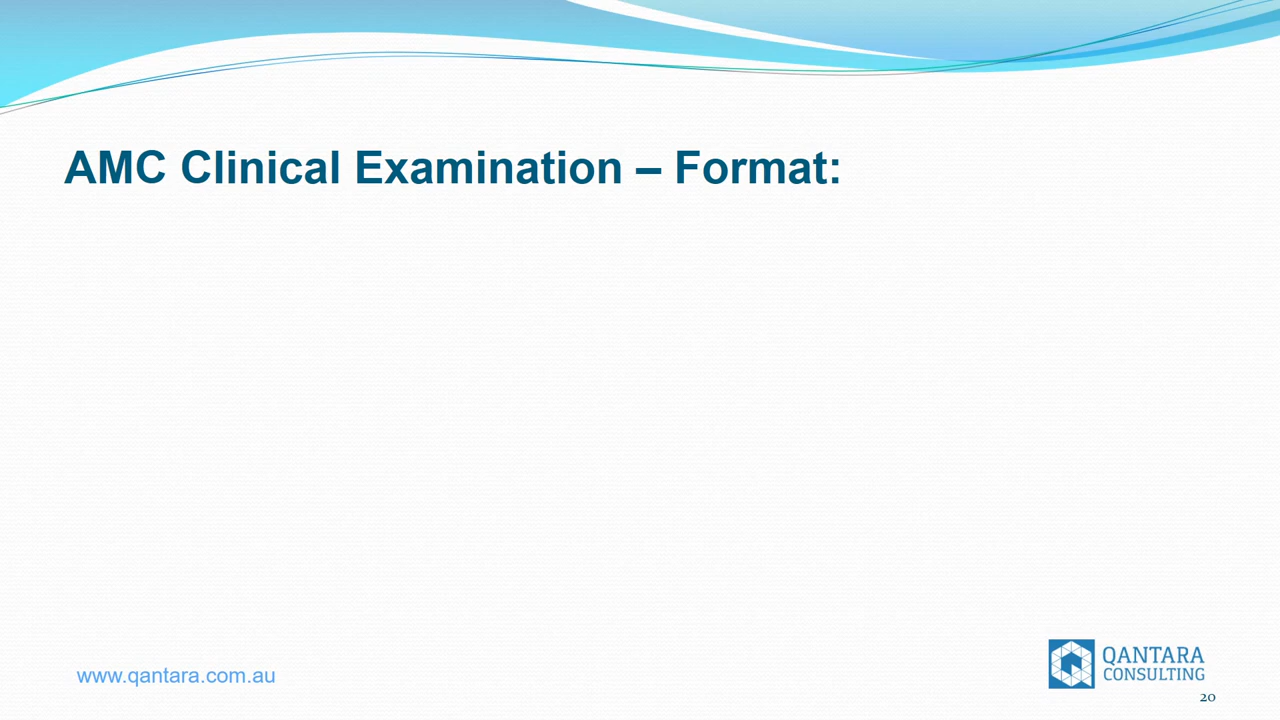 AMC Clinical Examination – Format:
www.qantara.com.au
QANTARA
CONSULTING
20